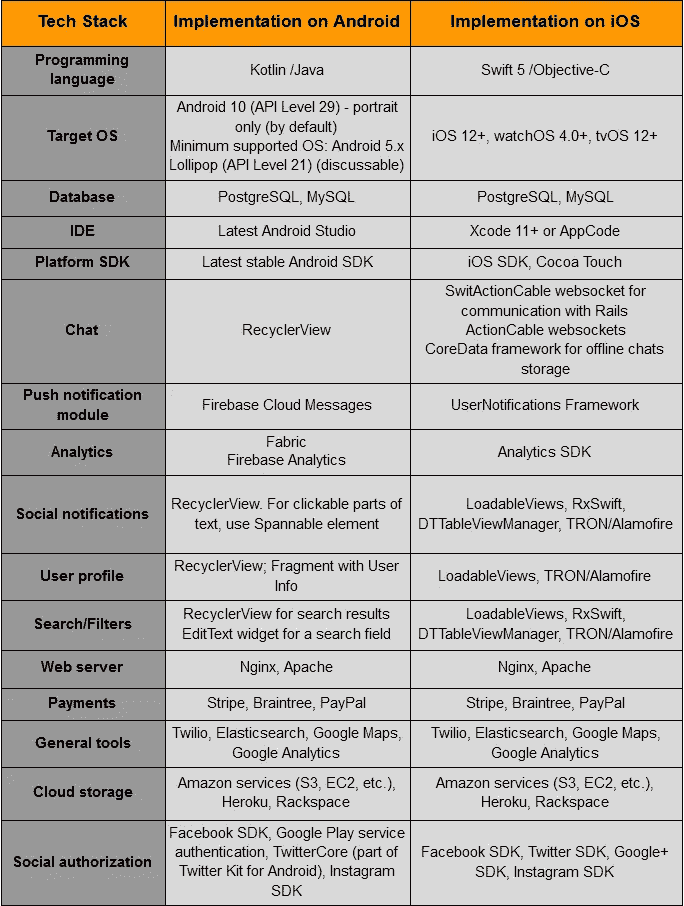 Tech Stack
Implementation on Android
Implementation on iOS
Programming
language
Kotlin /Java
Swift 5 /Objective-C
Target OS
Android 10 (API Level 29) - portrait
only (by default)
Minimum supported OS: Android 5.x
Lollipop (API Level 21) (discussable)
iOS 12+, watchOS 4.0+, tvOS 12+
Database
PostgreSQL, MySQL
PostgreSQL, MySQL
IDE
Latest Android Studio
Xcode 11+ or AppCode
Platform SDK
Latest stable Android SDK
iOS SDK, Cocoa Touch
Chat
RecyclerView
SwitActionCable websocket for
communication with Rails
ActionCable websockets
CoreData framework for offline chats
storage
Push notification
module
Firebase Cloud Messages
UserNotifications Framework
Analytics
Fabric
Firebase Analytics
Analytics SDK
Social notifications
RecyclerView. For clickable parts of
text, use Spannable element
LoadableViews, RxSwift,
DTTableViewManager, TRON/Alamofire
User profile
RecyclerView; Fragment with User
Info
LoadableViews, TRON/Alamofire
Search/Filters
RecyclerView for search results
EditText widget for a search field
LoadableViews, RxSwift,
DTTableViewManager, TRON/Alamofire
Web server
Nginx, Apache
Nginx, Apache
Payments
Stripe, Braintree, PayPal
Stripe, Braintree, PayPal
General tools
Twilio, Elasticsearch, Google Maps,
Google Analytics
Twilio, Elasticsearch, Google Maps,
Google Analytics
Cloud storage
Amazon services (S3, EC2, etc.),
Heroku, Rackspace
Amazon services (S3, EC2, etc.),
Heroku, Rackspace
Social authorization
Facebook SDK, Google Play service
authentication, TwitterCore (part of
Twitter Kit for Android), Instagram
SDK
Facebook SDK, Twitter SDK, Google+
SDK, Instagram SDK